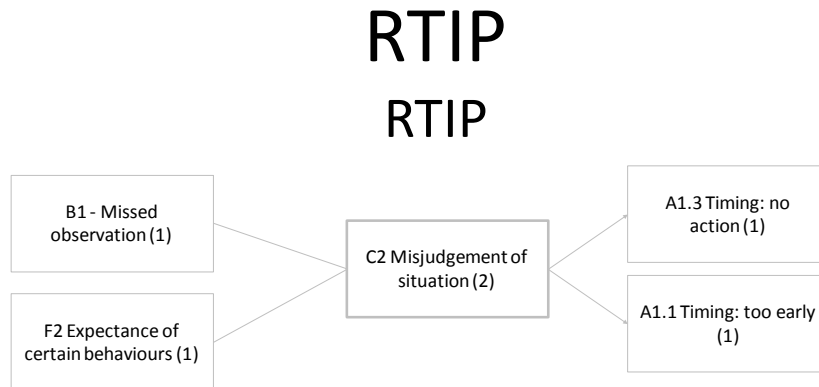 RTIP
RTIP
B1 - Missed
observation (1)
F2 Expectance of
certain behaviours (1)
C2 Misjudgement of
situation (2)
A1.3 Timing: no
action (1)
A1.1 Timing: too early
(1)